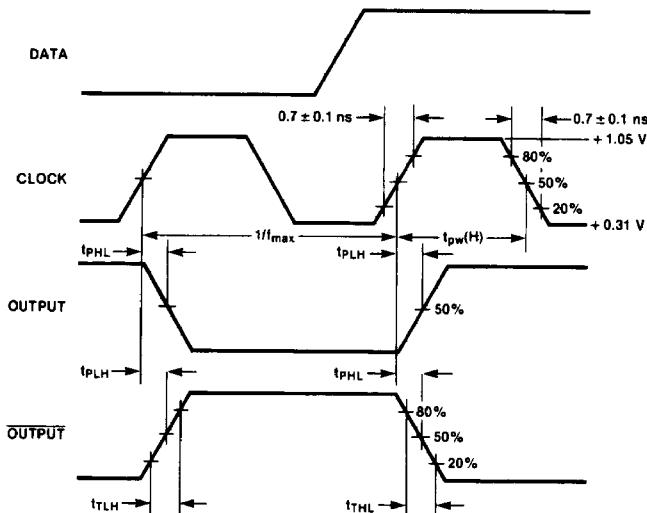 DATA
0.7 ± 0.1 ns
0.7 ± 0.1 ns
+ 1.05 V
80%
CLOCK
50%
20%
+ 0.31 V
1/fmax
tpw(H)
tPHL
tPLH
OUTPUT
50%
tPLH
tPHL
80%
OUTPUT
50%
20%
tTLH
tTHL